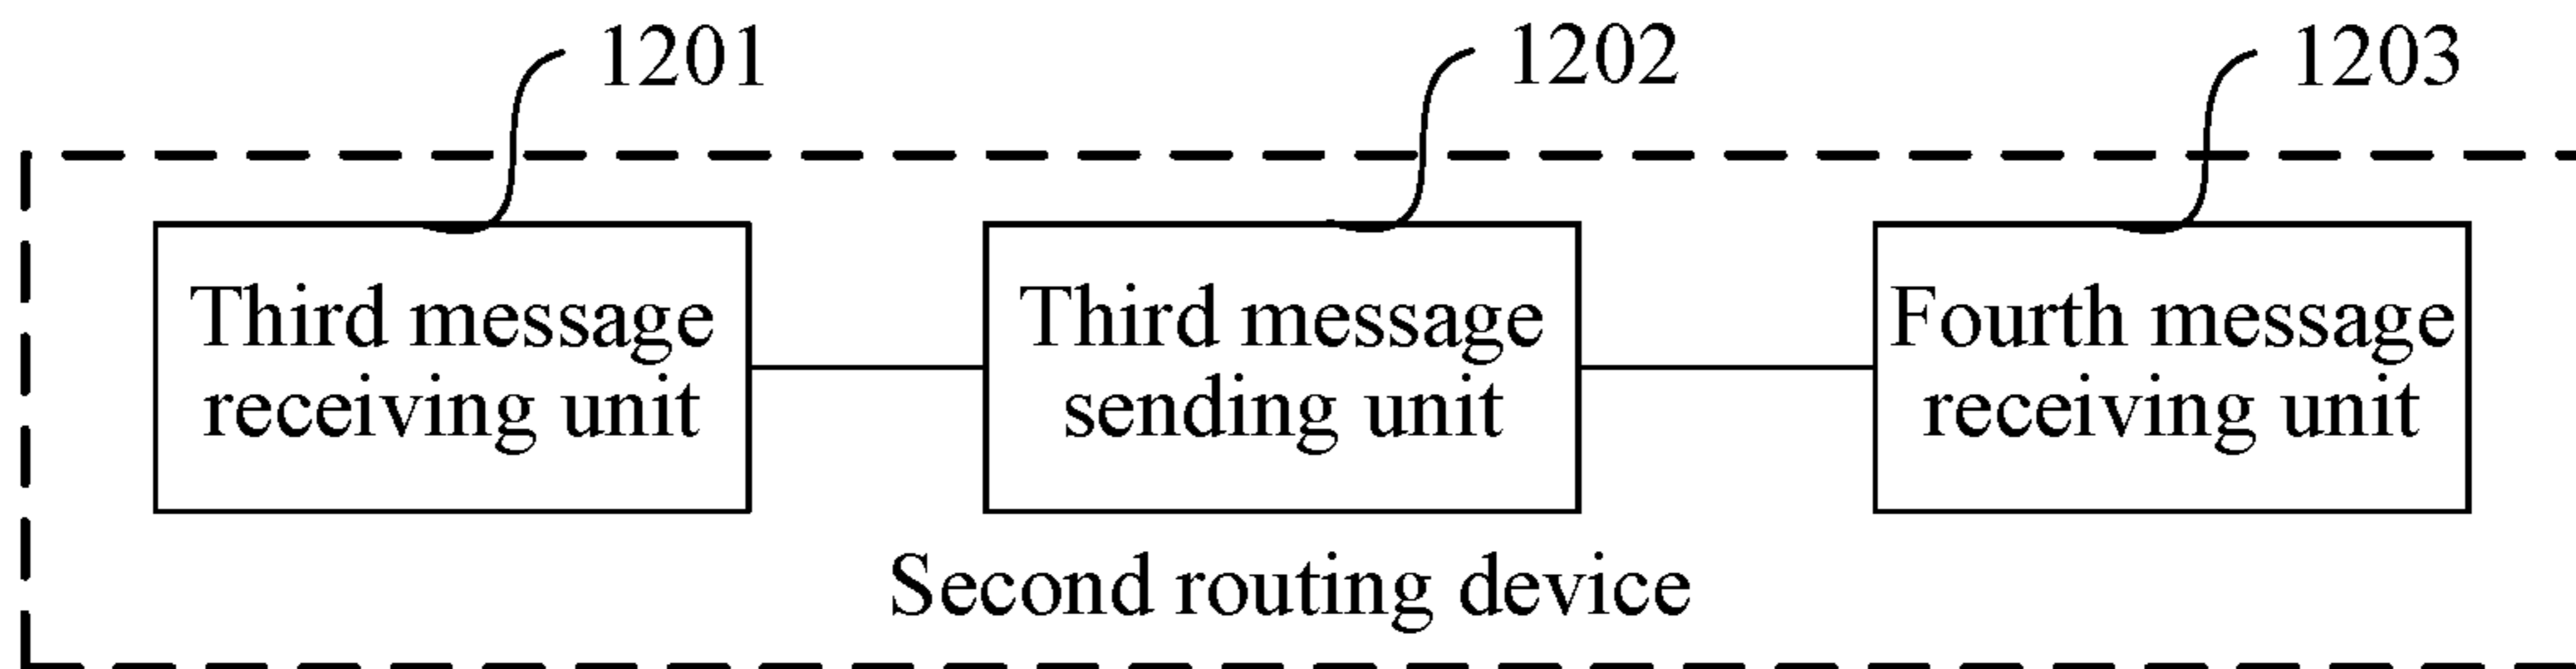 1201
1202
1203
Third message
receiving unit
Third message
sending unit
Fourth message
receiving unit
Second routing device